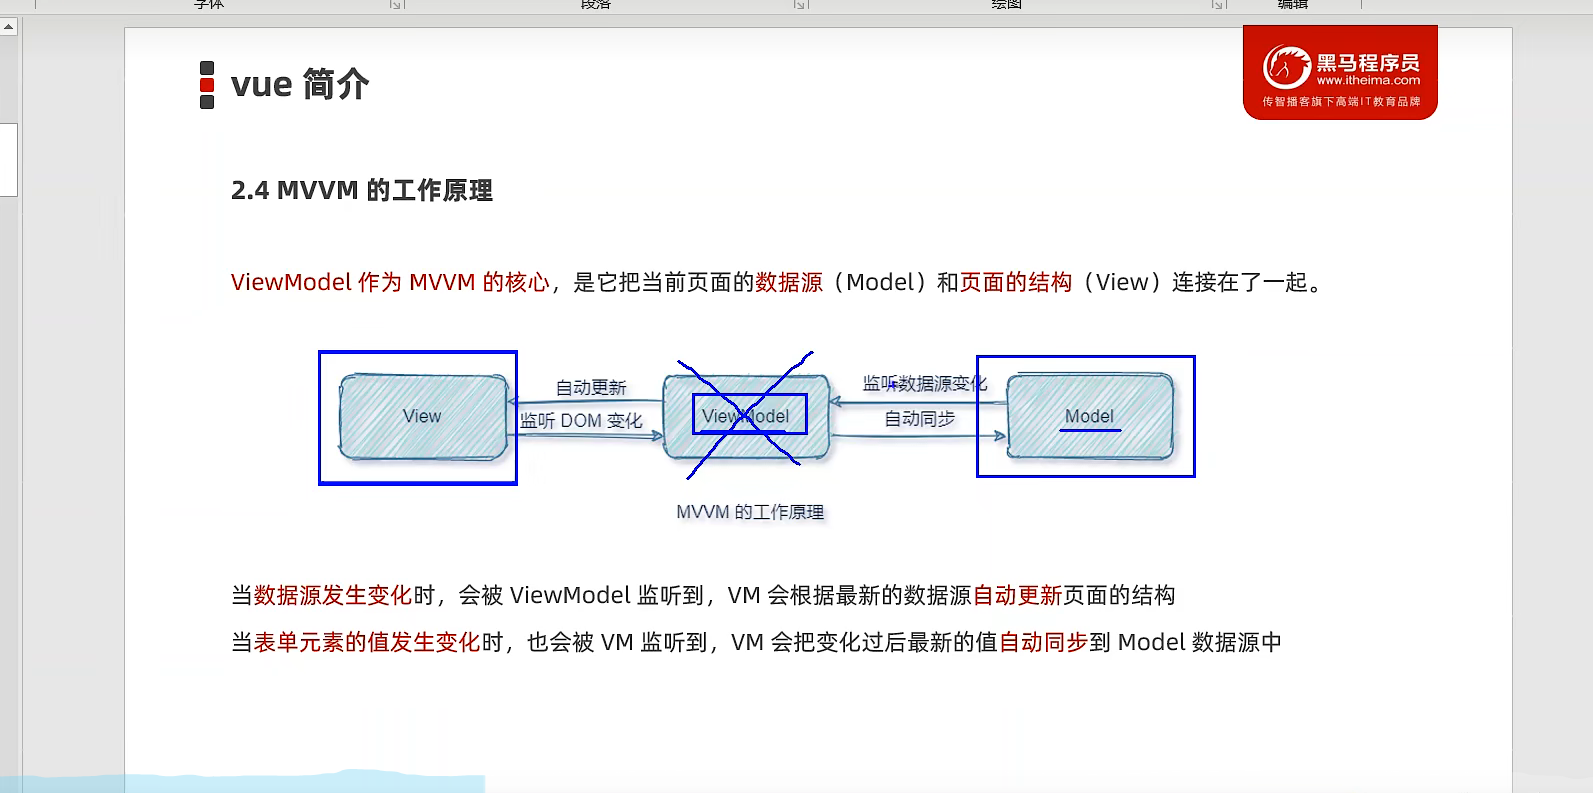 字体
段落
绘图
编辑
vue 简介
黑马程序员
www.itheima.com
传智播客旗下高端IT教育品牌
2.4 MVVM 的工作原理
ViewModel 作为 MVVM 的核心，是它把当前页面的数据源（Model）和页面的结构（View）连接在了一起。
自动更新
监听数据源变化
View
监听 DOM 变化
ViewModel
自动同步
Model
MVVM 的工作原理
当数据源发生变化时，会被 ViewModel 监听到，VM 会根据最新的数据源自动更新页面的结构
当表单元素的值发生变化时，也会被 VM 监听到，VM 会把变化过后最新的值自动同步到 Model 数据源中